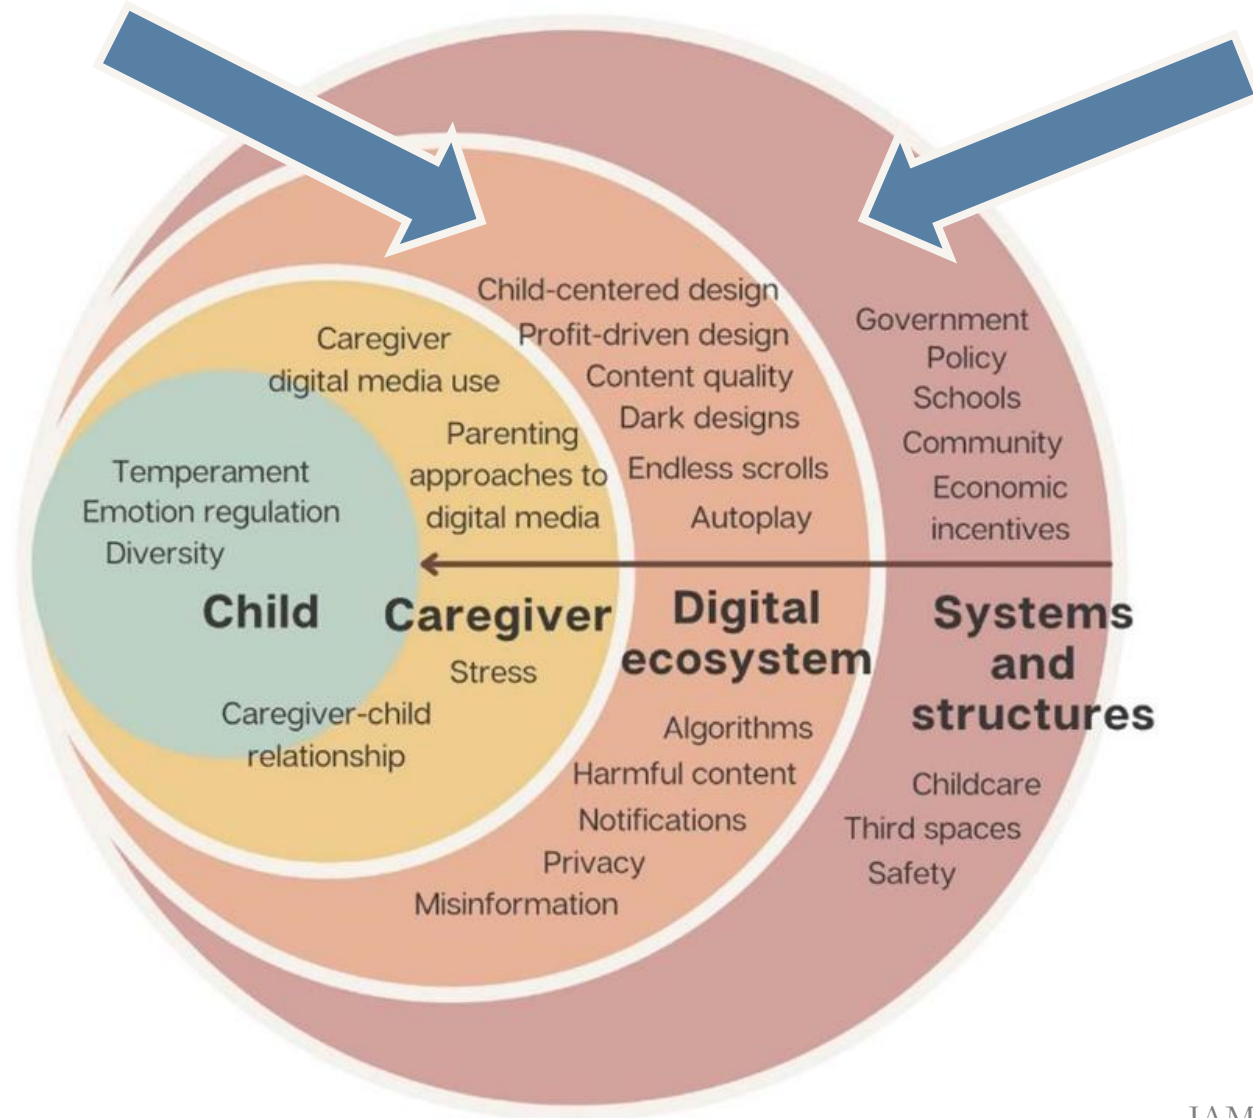 Temperament
Emotion regulation
Diversity
Child
Caregiver
digital media use
Parenting
approaches to
digital media
Caregiver
Stress
Caregiver-child
relationship
Child-centered design
Profit-driven design
Content quality
Dark designs
Endless scrolls
Autoplay
Digital
ecosystem
Algorithms
Harmful content
Notifications
Privacy
Misinformation
Government
Policy
Schools
Community
Economic
incentives
Systems
and
structures
Childcare
Third spaces
Safety